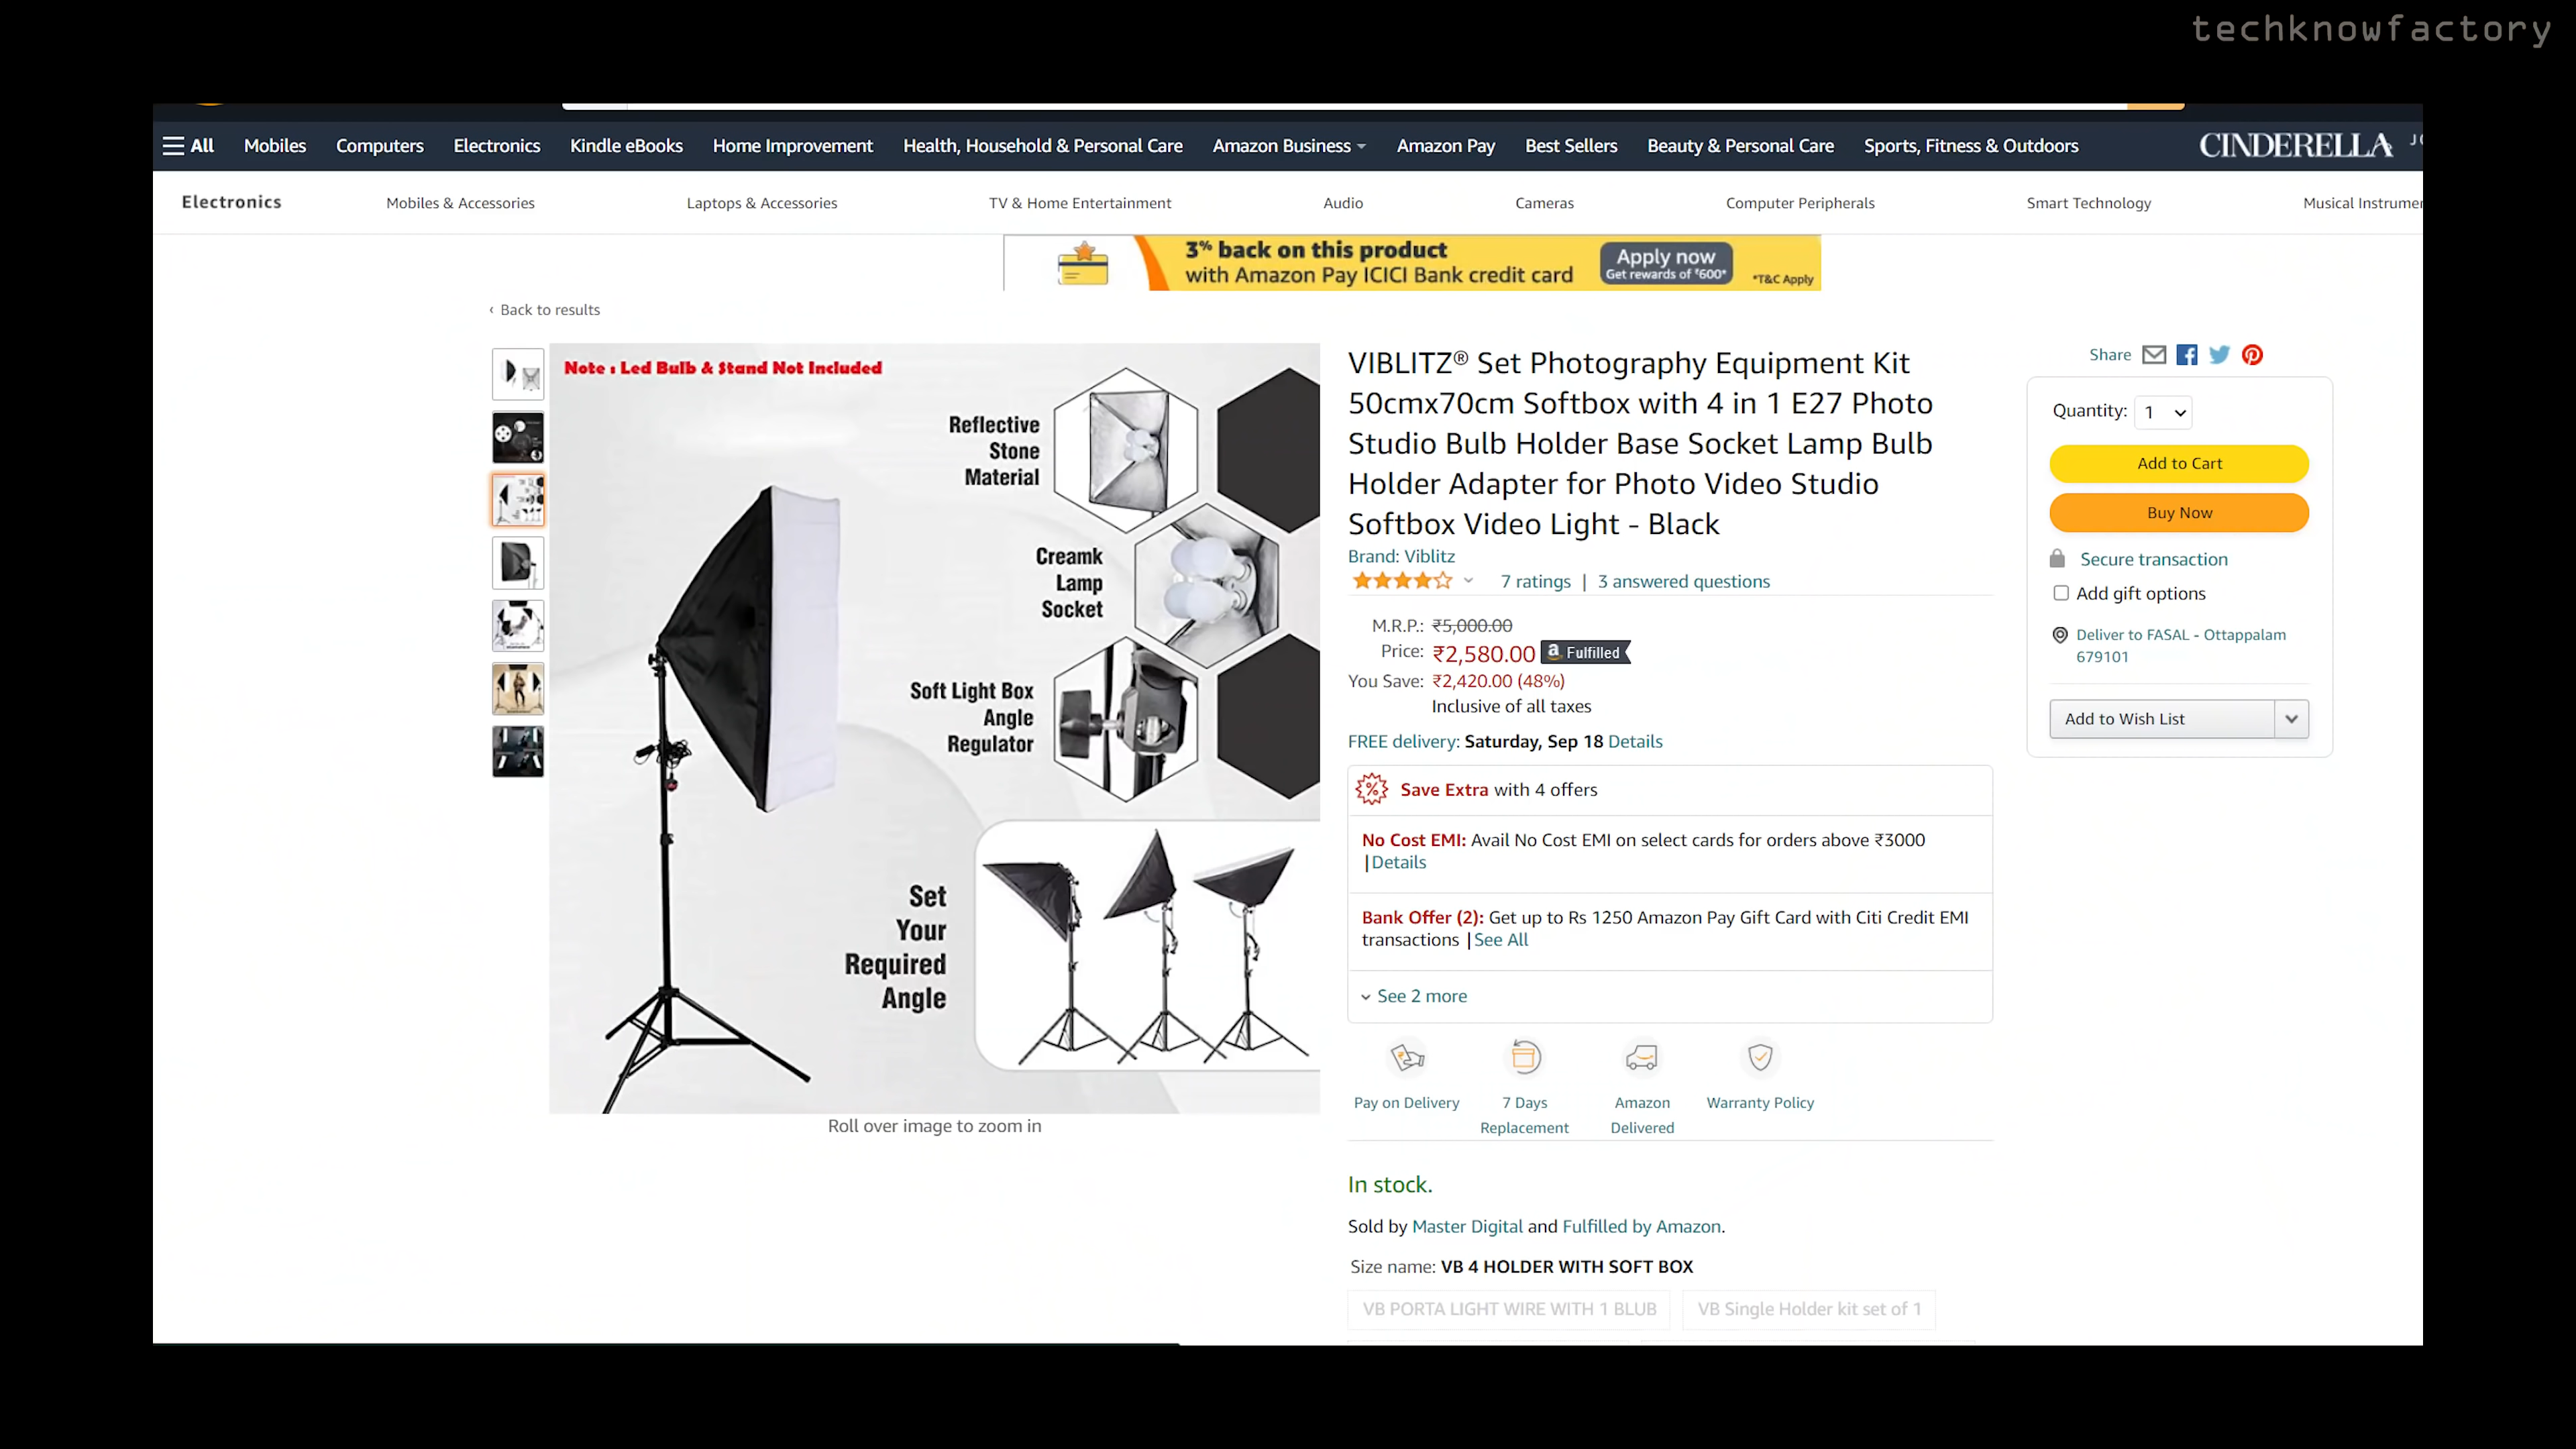 techknowfactory
All Mobiles Computers Electronics Kindle eBooks Home Improvement Health, Household & Personal Care Amazon Business Amazon Pay Best Sellers Beauty & Personal Care Sports, Fitness & Outdoors CINDERELLA
Electronics Mobiles & Accessories Laptops & Accessories TV & Home Entertainment Audio Cameras Computer Peripherals Smart Technology Musical
3% back on this product
with Amazon Pay ICICI Bank credit card
Apply now
Get rewards of ₹600*
*T&C Apply
‹ Back to results
Note : Led Bulb & Stand Not Included
Reflective
Stone
Material
Creamk
Lamp
Socket
Soft Light Box
Angle
Regulator
Set
Your
Required
Angle
Roll over image to zoom in
VIBLITZ® Set Photography Equipment Kit
50cmx70cm Softbox with 4 in 1 E27 Photo
Studio Bulb Holder Base Socket Lamp Bulb
Holder Adapter for Photo Video Studio
Softbox Video Light - Black
Brand: Viblitz
7 ratings | 3 answered questions
M.R.P.: ₹5,000.00
Price: ₹2,580.00 a Fulfilled
You Save: ₹2,420.00 (48%)
Inclusive of all taxes
FREE delivery: Saturday, Sep 18 Details
Save Extra with 4 offers
No Cost EMI: Avail No Cost EMI on select cards for orders above ₹3000
|Details
Bank Offer (2): Get up to Rs 1250 Amazon Pay Gift Card with Citi Credit EMI
transactions |See All
See 2 more
Pay on Delivery
7 Days
Replacement
Amazon
Delivered
Warranty Policy
In stock.
Sold by Master Digital and Fulfilled by Amazon.
Size name: VB 4 HOLDER WITH SOFT BOX
VB PORTA LIGHT WIRE WITH 1 BLUB VB Single Holder kit set of 1
Share
Quantity: 1
Add to Cart
Buy Now
Secure transaction
Add gift options
Deliver to FASAL - Ottappalam
679101
Add to Wish List